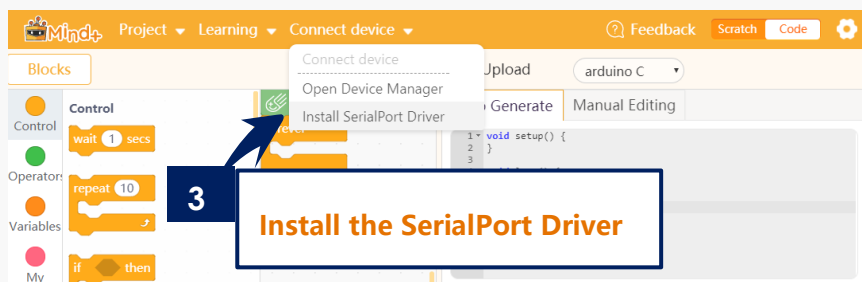 Mind+ Project Learning Connect device Feedback Scratch Code
Blocks
Connect device
Open Device Manager
Install SerialPort Driver
Upload arduino C
Generate Manual Editing
Control
Operators
Variables
My
Control
wait 1 secs
repeat 10
if then
1 void setup() {
2 }
3
3
Install the SerialPort Driver